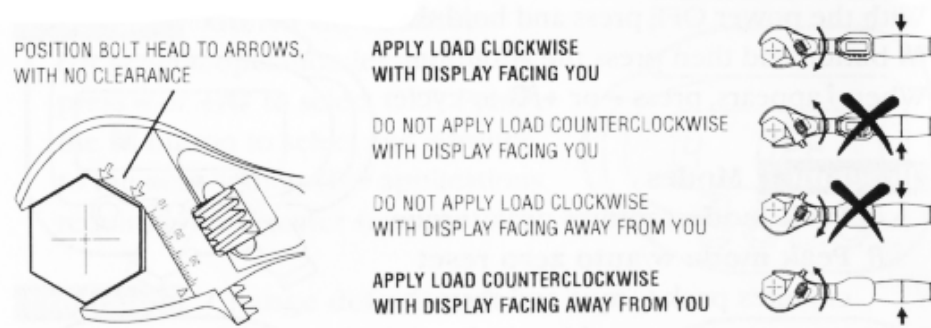 POSITION BOLT HEAD TO ARROWS,
WITH NO CLEARANCE
APPLY LOAD CLOCKWISE
WITH DISPLAY FACING YOU
DO NOT APPLY LOAD COUNTERCLOCKWISE
WITH DISPLAY FACING YOU
DO NOT APPLY LOAD CLOCKWISE
WITH DISPLAY FACING AWAY FROM YOU
APPLY LOAD COUNTERCLOCKWISE
WITH DISPLAY FACING AWAY FROM YOU